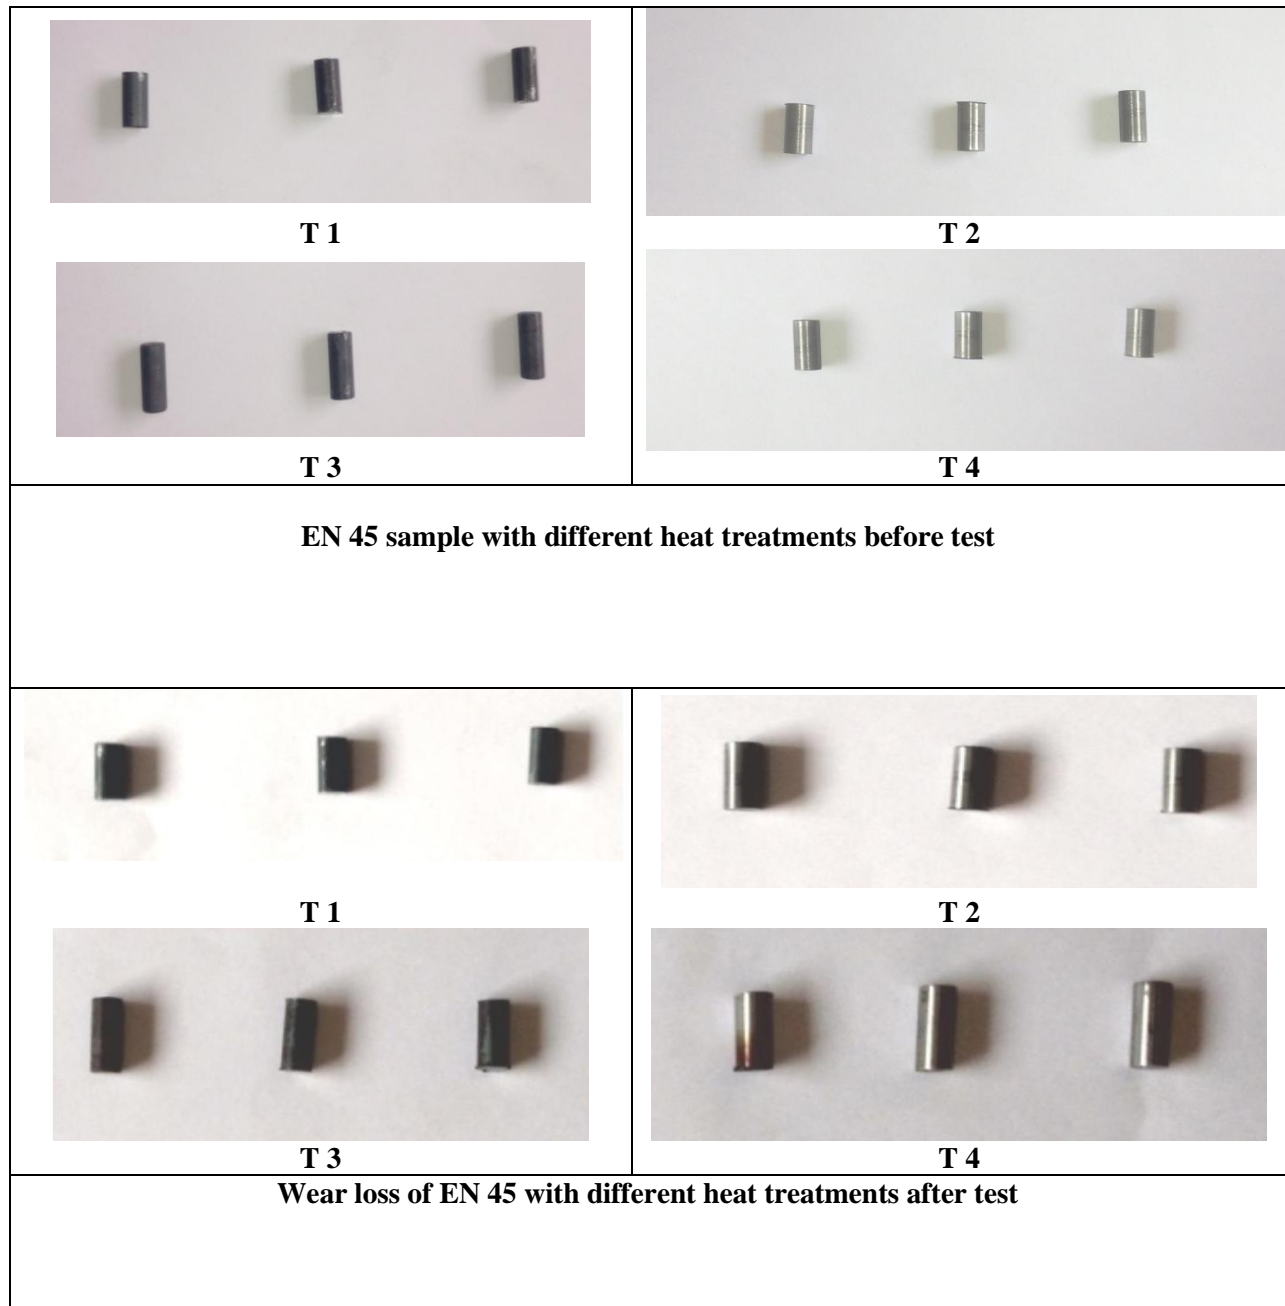 T 1
T 2
T 3
T 4
EN 45 sample with different heat treatments before test
T 1
T 2
T 3
T 4
Wear loss of EN 45 with different heat treatments after test